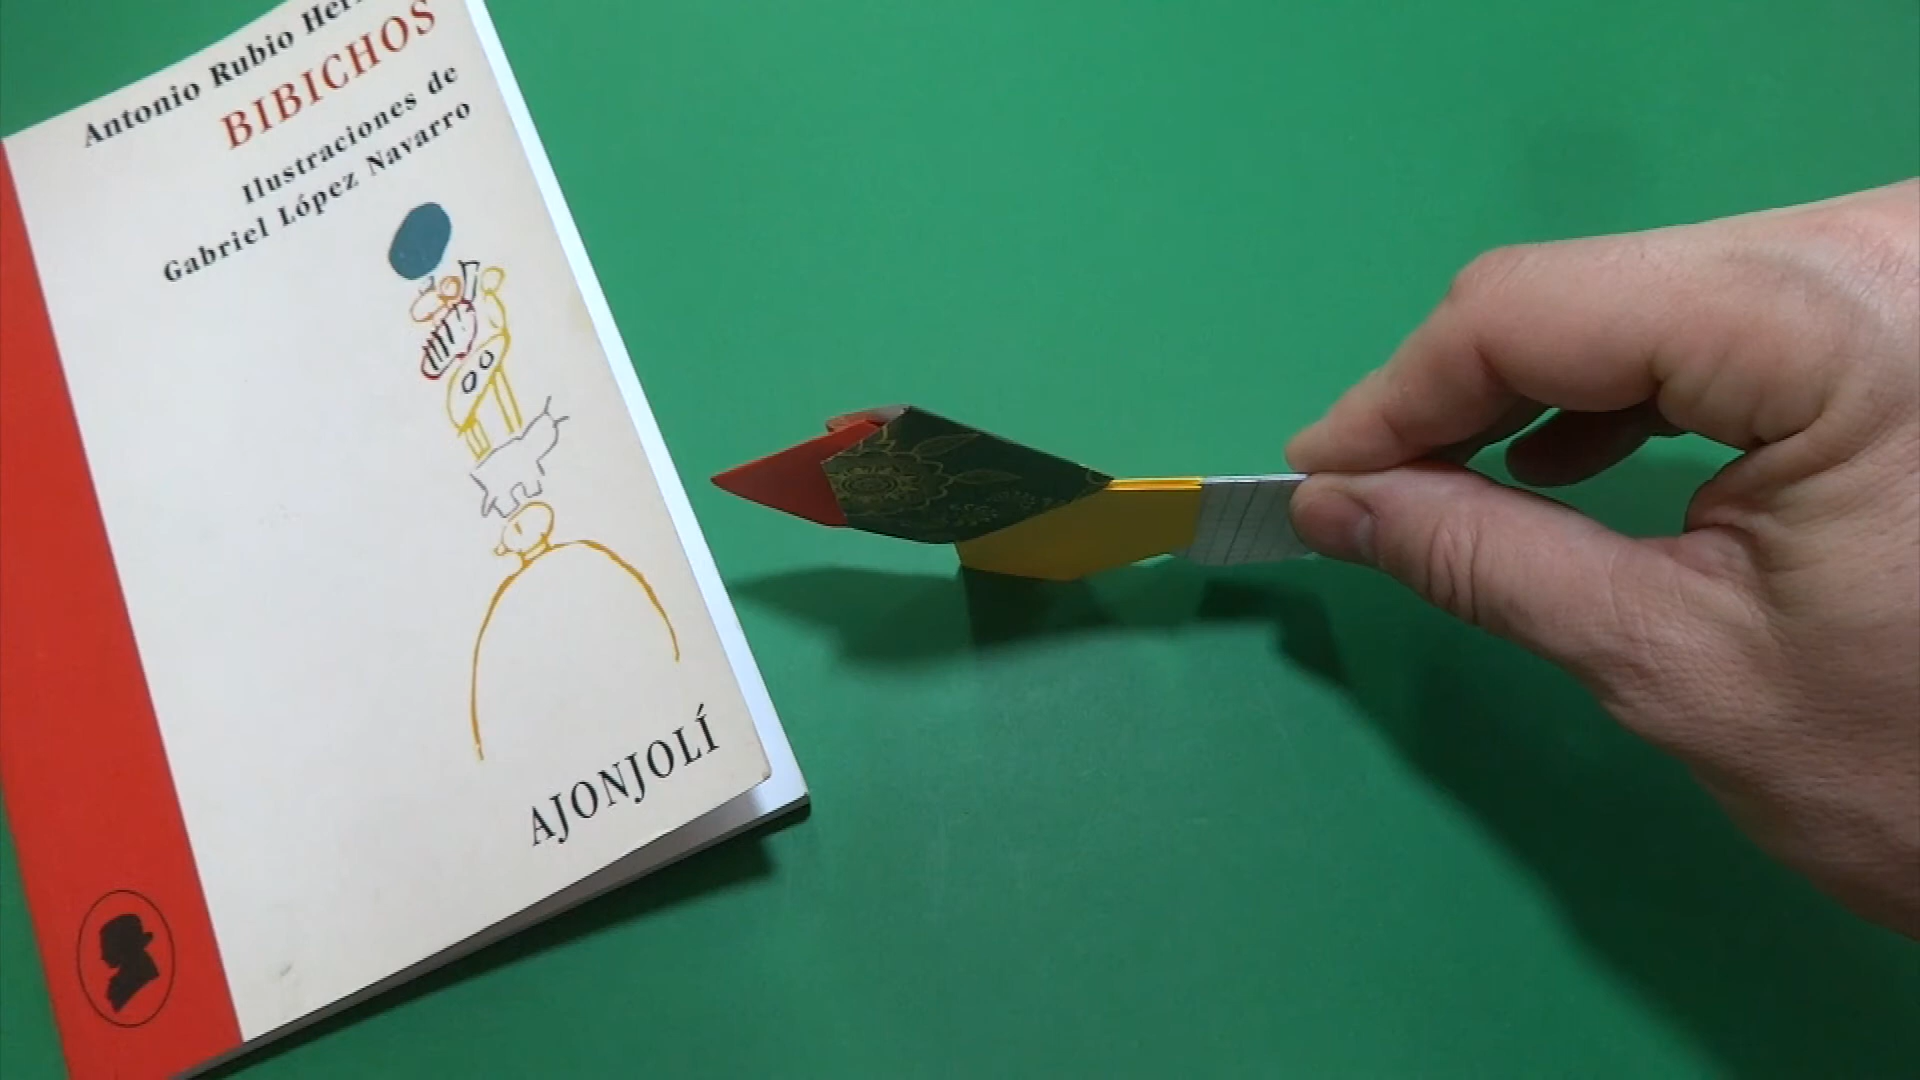 Antonio Rubio
BIBICHOS
Ilustraciones de
Gabriel López Navarro
AJONJOLÍ